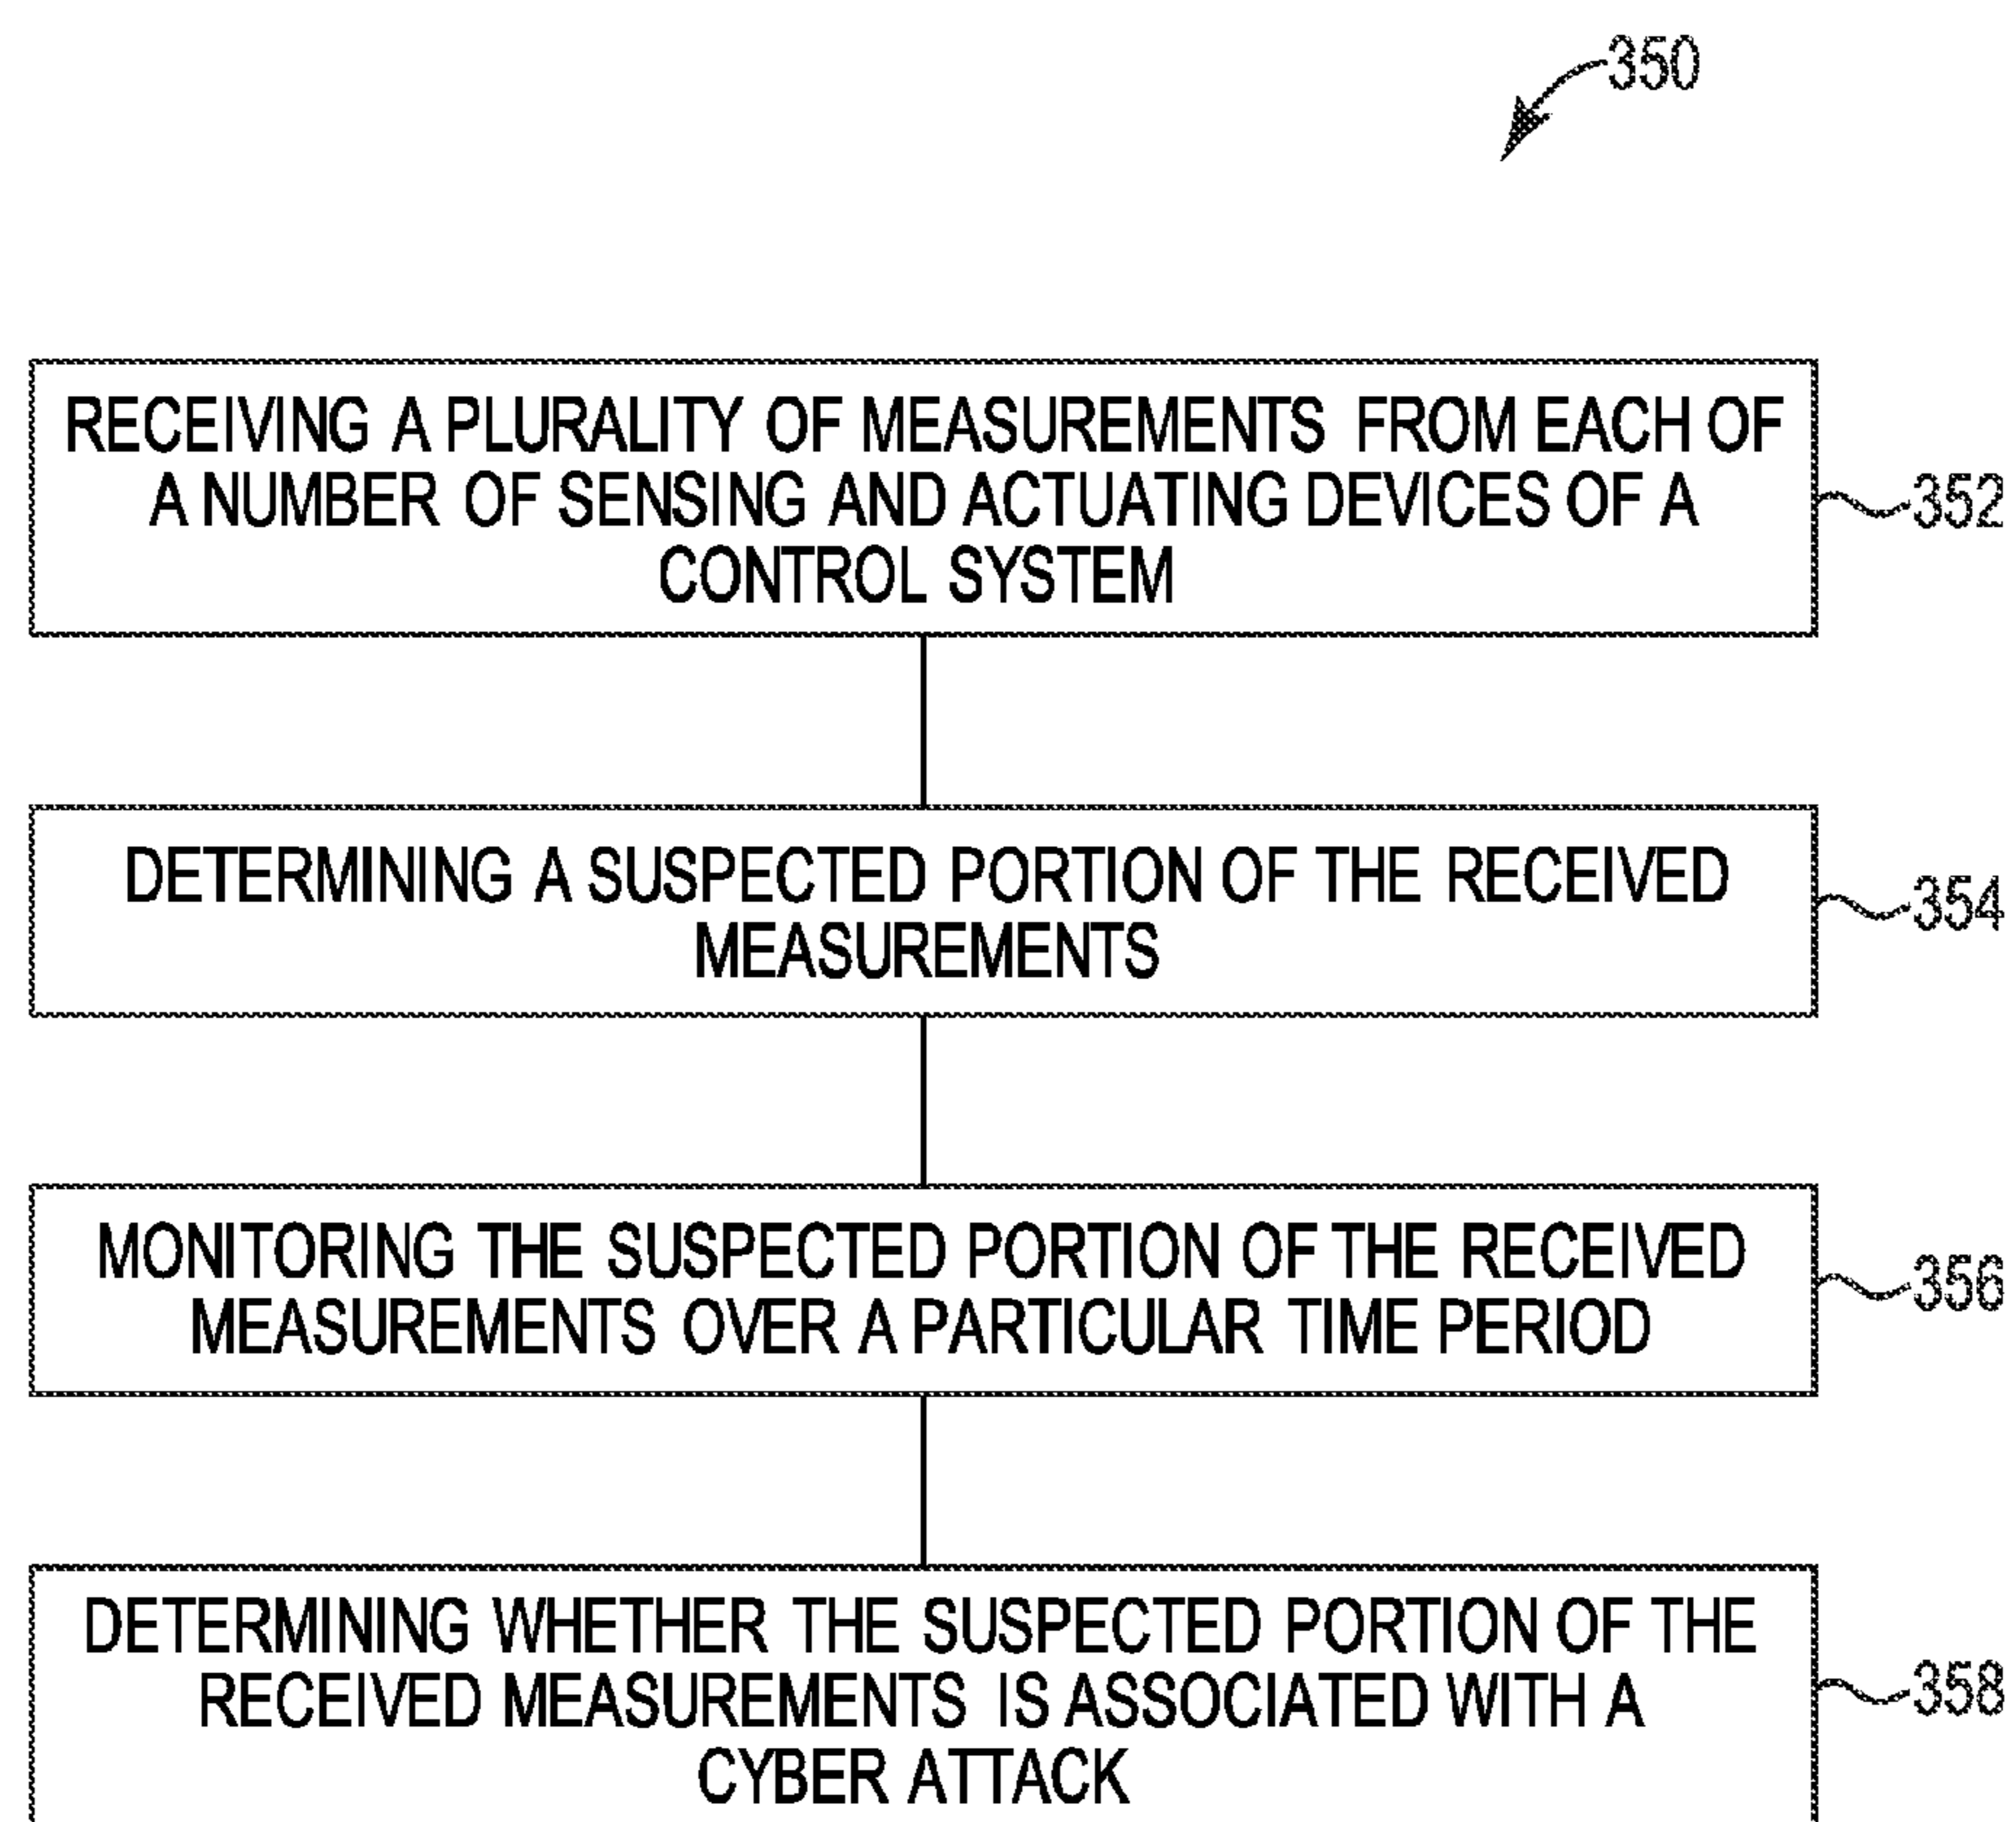 350
RECEIVING A PLURALITY OF MEASUREMENTS FROM EACH OF
A NUMBER OF SENSING AND ACTUATING DEVICES OF A
CONTROL SYSTEM
352
DETERMINING A SUSPECTED PORTION OF THE RECEIVED
MEASUREMENTS
354
MONITORING THE SUSPECTED PORTION OF THE RECEIVED
MEASUREMENTS OVER A PARTICULAR TIME PERIOD
356
DETERMINING WHETHER THE SUSPECTED PORTION OF THE
RECEIVED MEASUREMENTS IS ASSOCIATED WITH A
CYBER ATTACK
358